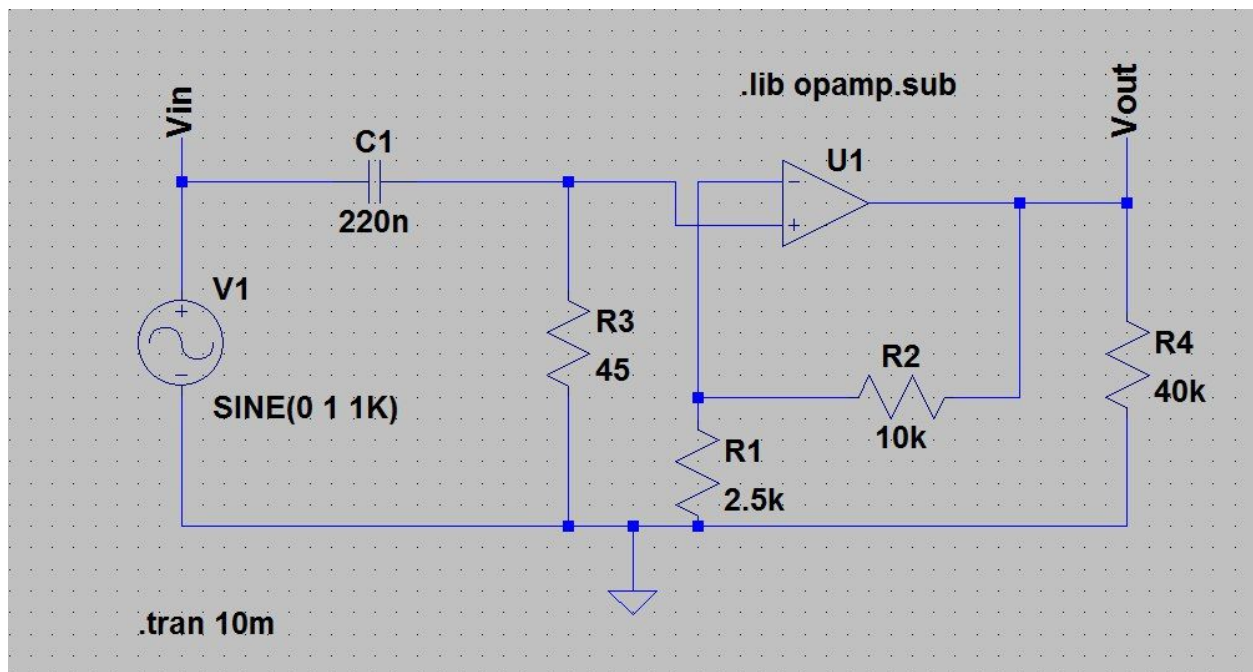 .lib opamp.sub
Vin
Vout
C1
220n
U1
-
+
V1
+
-
SINE(0 1 1K)
R3
45
R2
10k
R4
40k
R1
2.5k
.tran 10m